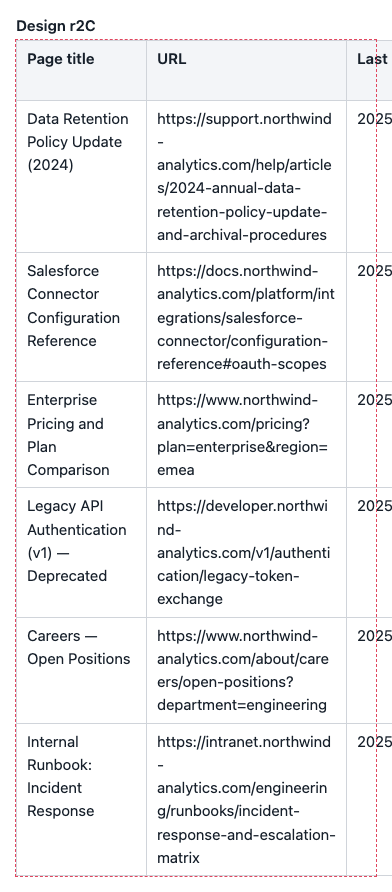 Design r2C
Page title URL Last
Data Retention
Policy Update
(2024)
https://support.northwind
-
analytics.com/help/article
s/2024-annual-data-
retention-policy-update-
and-archival-procedures
2025
Salesforce
Connector
Configuration
Reference
https://docs.northwind-
analytics.com/platform/int
egrations/salesforce-
connector/configuration-
reference#oauth-scopes
2025
Enterprise
Pricing and
Plan
Comparison
https://www.northwind-
analytics.com/pricing?
plan=enterprise&region=
emea
2025
Legacy API
Authentication
(v1) —
Deprecated
https://developer.northwi
nd-
analytics.com/v1/authenti
cation/legacy-token-
exchange
2025
Careers —
Open Positions
https://www.northwind-
analytics.com/about/care
ers/open-positions?
department=engineering
2025
Internal
Runbook:
Incident
Response
https://intranet.northwind
-
analytics.com/engineerin
g/runbooks/incident-
response-and-escalation-
matrix
2025